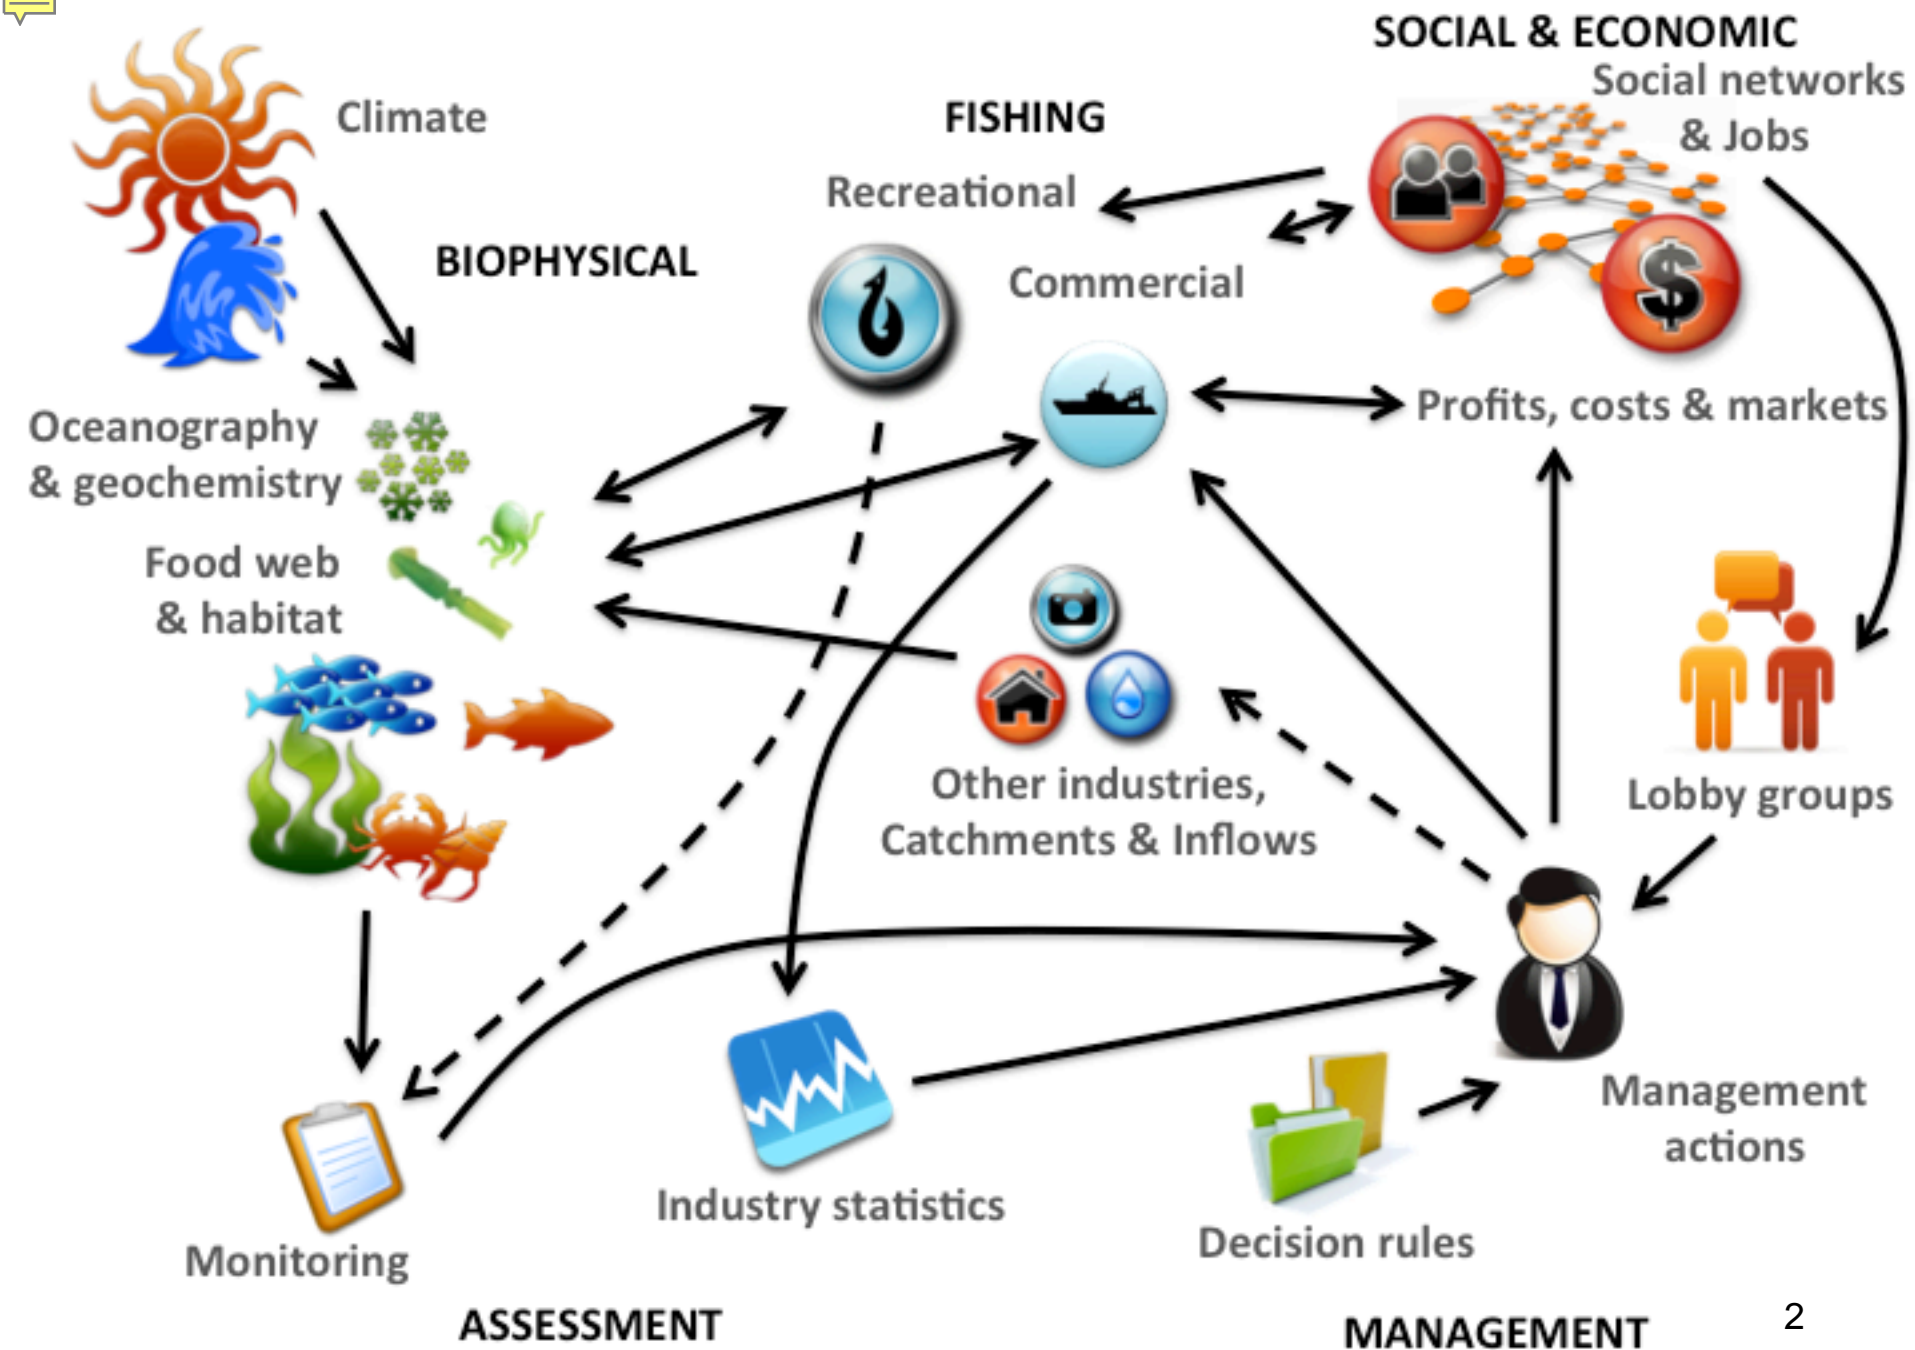 SOCIAL & ECONOMIC
Social networks
& Jobs
Climate
FISHING
Recreational
BIOPHYSICAL
Commercial
$
Profits, costs & markets
Oceanography
& geochemistry
Food web
& habitat
Other industries,
Catchments & Inflows
Lobby groups
Management
actions
Industry statistics
Decision rules
Monitoring
ASSESSMENT
MANAGEMENT
2